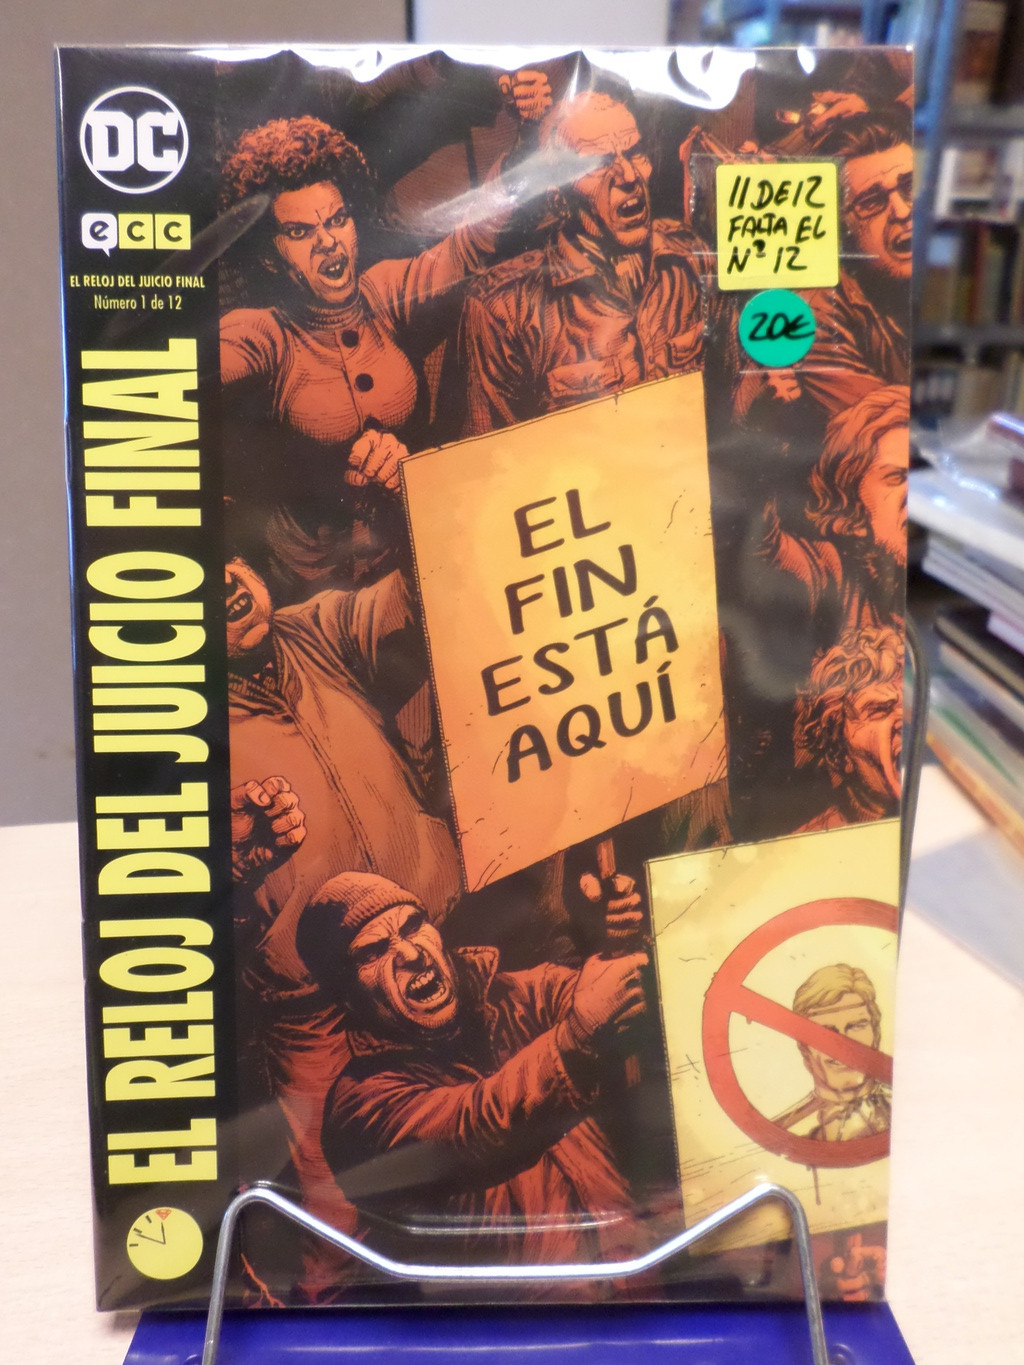 DC
ecc
EL RELOJ DEL JUICIO FINAL
Número 1 de 12
EL RELOJ DEL JUICIO FINAL
11 DE 12
FALTA EL
Nº 12
20€
EL
FIN
ESTÁ
AQUÍ